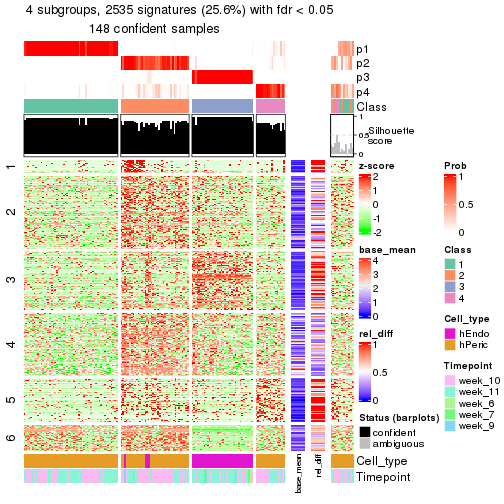 4 subgroups, 2535 signatures (25.6%) with fdr < 0.05
148 confident samples
p1
p2
p3
p4
Class
1
0.5
0
Silhouette
score
1
2
3
4
5
6
base_mean
rel_diff
Cell_type
Timepoint
z-score
2
1
0
-1
-2
base_mean
4
3
2
1
0
rel_diff
1
0.5
0
Status (barplots)
confident
ambiguous
Prob
1
0.5
0
Class
1
2
3
4
Cell_type
hEndo
hPeric
Timepoint
week_10
week_11
week_6
week_7
week_9